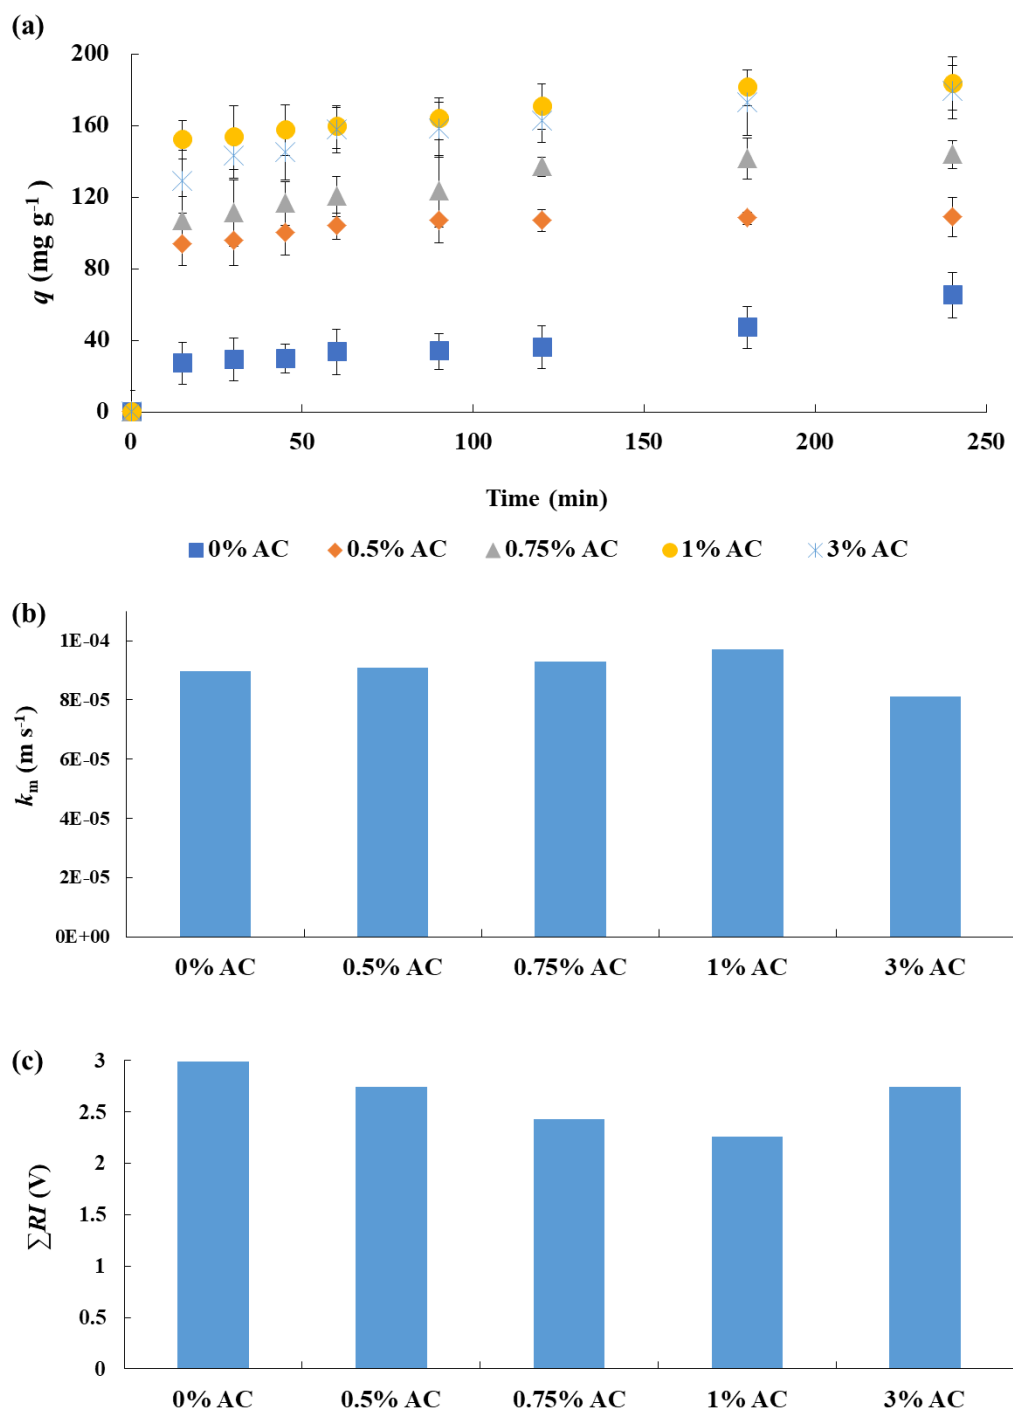 (a)
200
160
120
80
40
0
q (mg g⁻¹)
0 50 100 150 200 250
Time (min)
0% AC 0.5% AC 0.75% AC 1% AC 3% AC
(b)
1E-04
8E-05
6E-05
4E-05
2E-05
0E+00
kₘ (m s⁻¹)
0% AC 0.5% AC 0.75% AC 1% AC 3% AC
(c)
3
2.5
2
1.5
1
0.5
0
∑RI (V)
0% AC 0.5% AC 0.75% AC 1% AC 3% AC